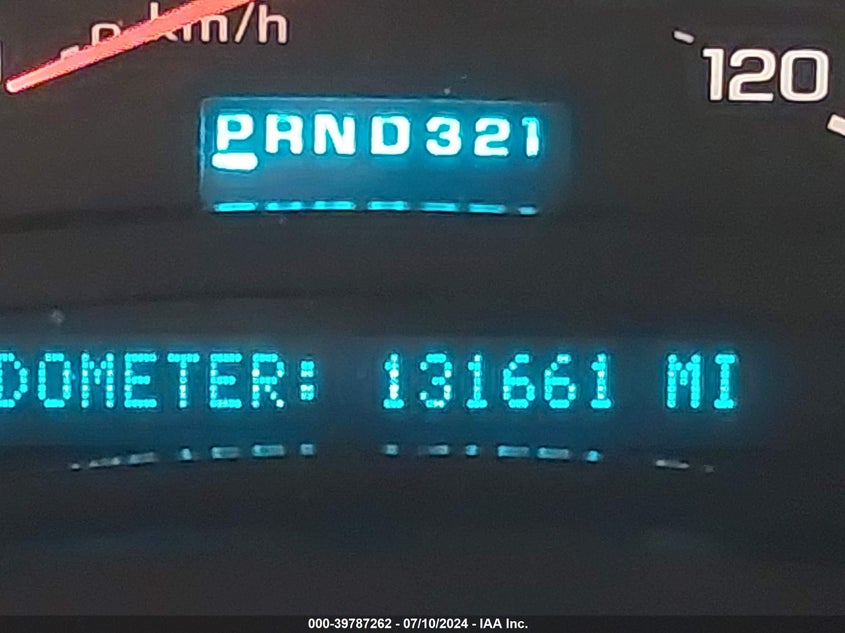 km/h
120
PRND321
DOMETER: 131661 MI
000-39787262 - 07/10/2024 - IAA Inc.